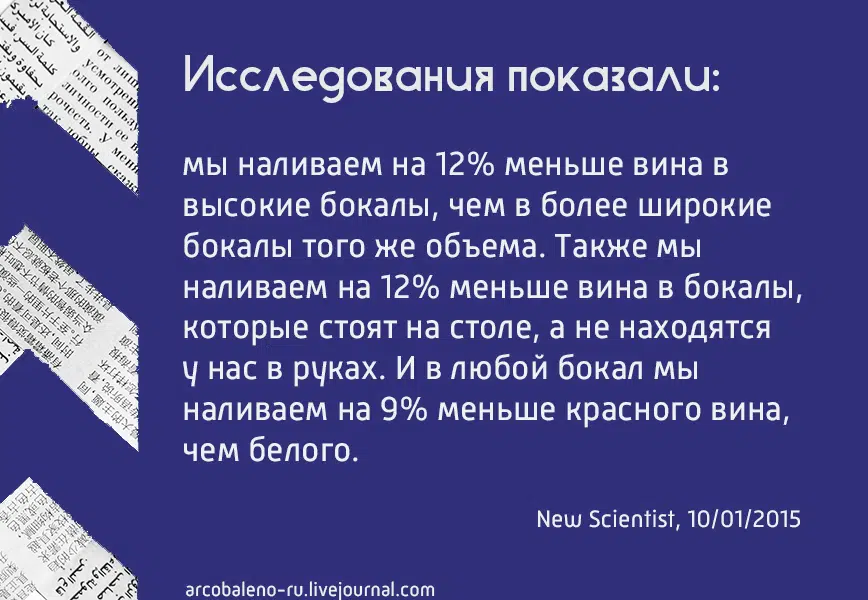 Исследования показали:
мы наливаем на 12% меньше вина в
высокие бокалы, чем в более широкие
бокалы того же объема. Также мы
наливаем на 12% меньше вина в бокалы,
которые стоят на столе, а не находятся
у нас в руках. И в любой бокал мы
наливаем на 9% меньше красного вина,
чем белого.
New Scientist, 10/01/2015
arcobaleno-ru.livejournal.com